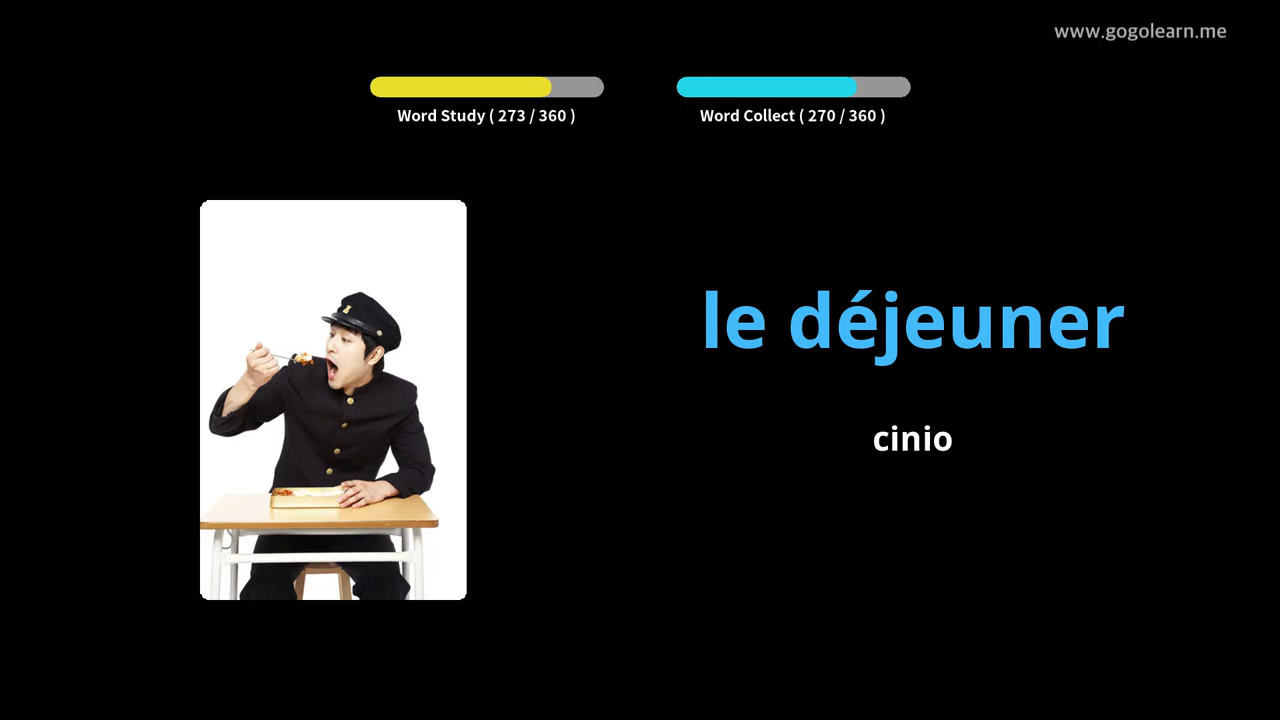 www.gogolearn.me
Word Study ( 273 / 360 )
Word Collect ( 270 / 360 )
le déjeuner
cinio